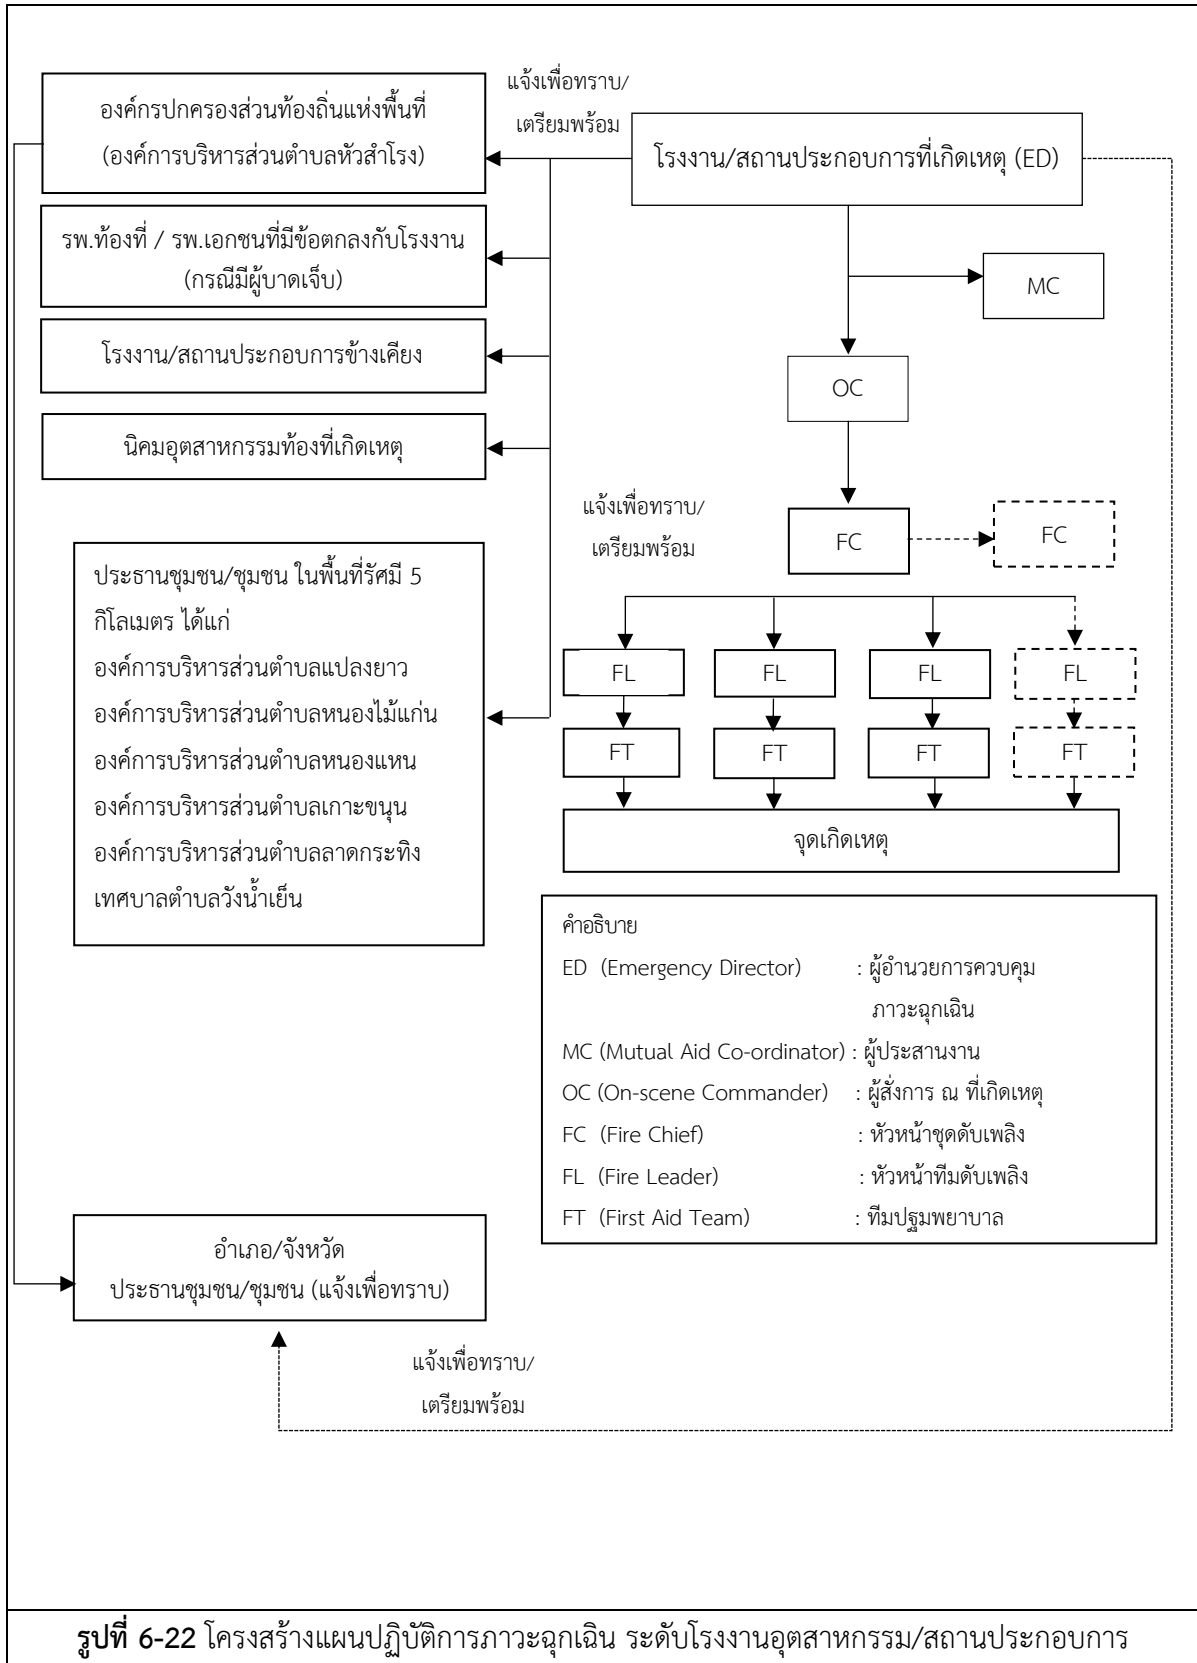 แจ้งเพื่อทราบ/
เตรียมพร้อม
องค์กรปกครองส่วนท้องถิ่นแห่งพื้นที่
(องค์การบริหารส่วนตำบลหัวสำโรง)
โรงงาน/สถานประกอบการที่เกิดเหตุ (ED)
รพ.ท้องที่ / รพ.เอกชนที่มีข้อตกลงกับโรงงาน
(กรณีมีผู้บาดเจ็บ)
MC
โรงงาน/สถานประกอบการข้างเคียง
OC
นิคมอุตสาหกรรมท้องที่เกิดเหตุ
แจ้งเพื่อทราบ/
เตรียมพร้อม
FC
FC
ประธานชุมชน/ชุมชน ในพื้นที่รัศมี 5
กิโลเมตร ได้แก่
องค์การบริหารส่วนตำบลแปลงยาว
องค์การบริหารส่วนตำบลหนองไม้แก่น
องค์การบริหารส่วนตำบลหนองแหน
องค์การบริหารส่วนตำบลเกาะขนุน
องค์การบริหารส่วนตำบลลาดกระทิง
เทศบาลตำบลวังน้ำเย็น
FL FL FL FL
FT FT FT FT
จุดเกิดเหตุ
คำอธิบาย
ED (Emergency Director) : ผู้อำนวยการควบคุม
ภาวะฉุกเฉิน
MC (Mutual Aid Co-ordinator) : ผู้ประสานงาน
OC (On-scene Commander) : ผู้สั่งการ ณ ที่เกิดเหตุ
FC (Fire Chief) : หัวหน้าชุดดับเพลิง
FL (Fire Leader) : หัวหน้าทีมดับเพลิง
FT (First Aid Team) : ทีมปฐมพยาบาล
อำเภอ/จังหวัด
ประธานชุมชน/ชุมชน (แจ้งเพื่อทราบ)
แจ้งเพื่อทราบ/
เตรียมพร้อม
รูปที่ 6-22 โครงสร้างแผนปฏิบัติการภาวะฉุกเฉิน ระดับโรงงานอุตสาหกรรม/สถานประกอบการ